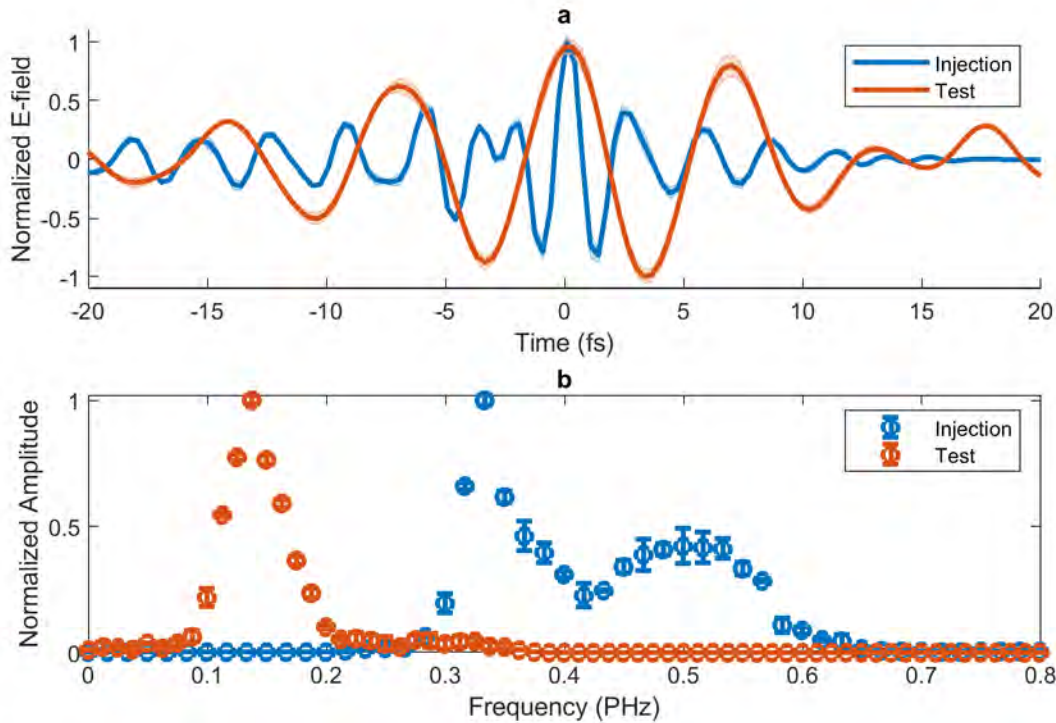 a
Normalized E-field
1
0.5
0
-0.5
-1
Injection
Test
-20 -15 -10 -5 0 5 10 15 20
Time (fs)
b
Normalized Amplitude
1
0.5
0
Injection
Test
0 0.1 0.2 0.3 0.4 0.5 0.6 0.7 0.8
Frequency (PHz)